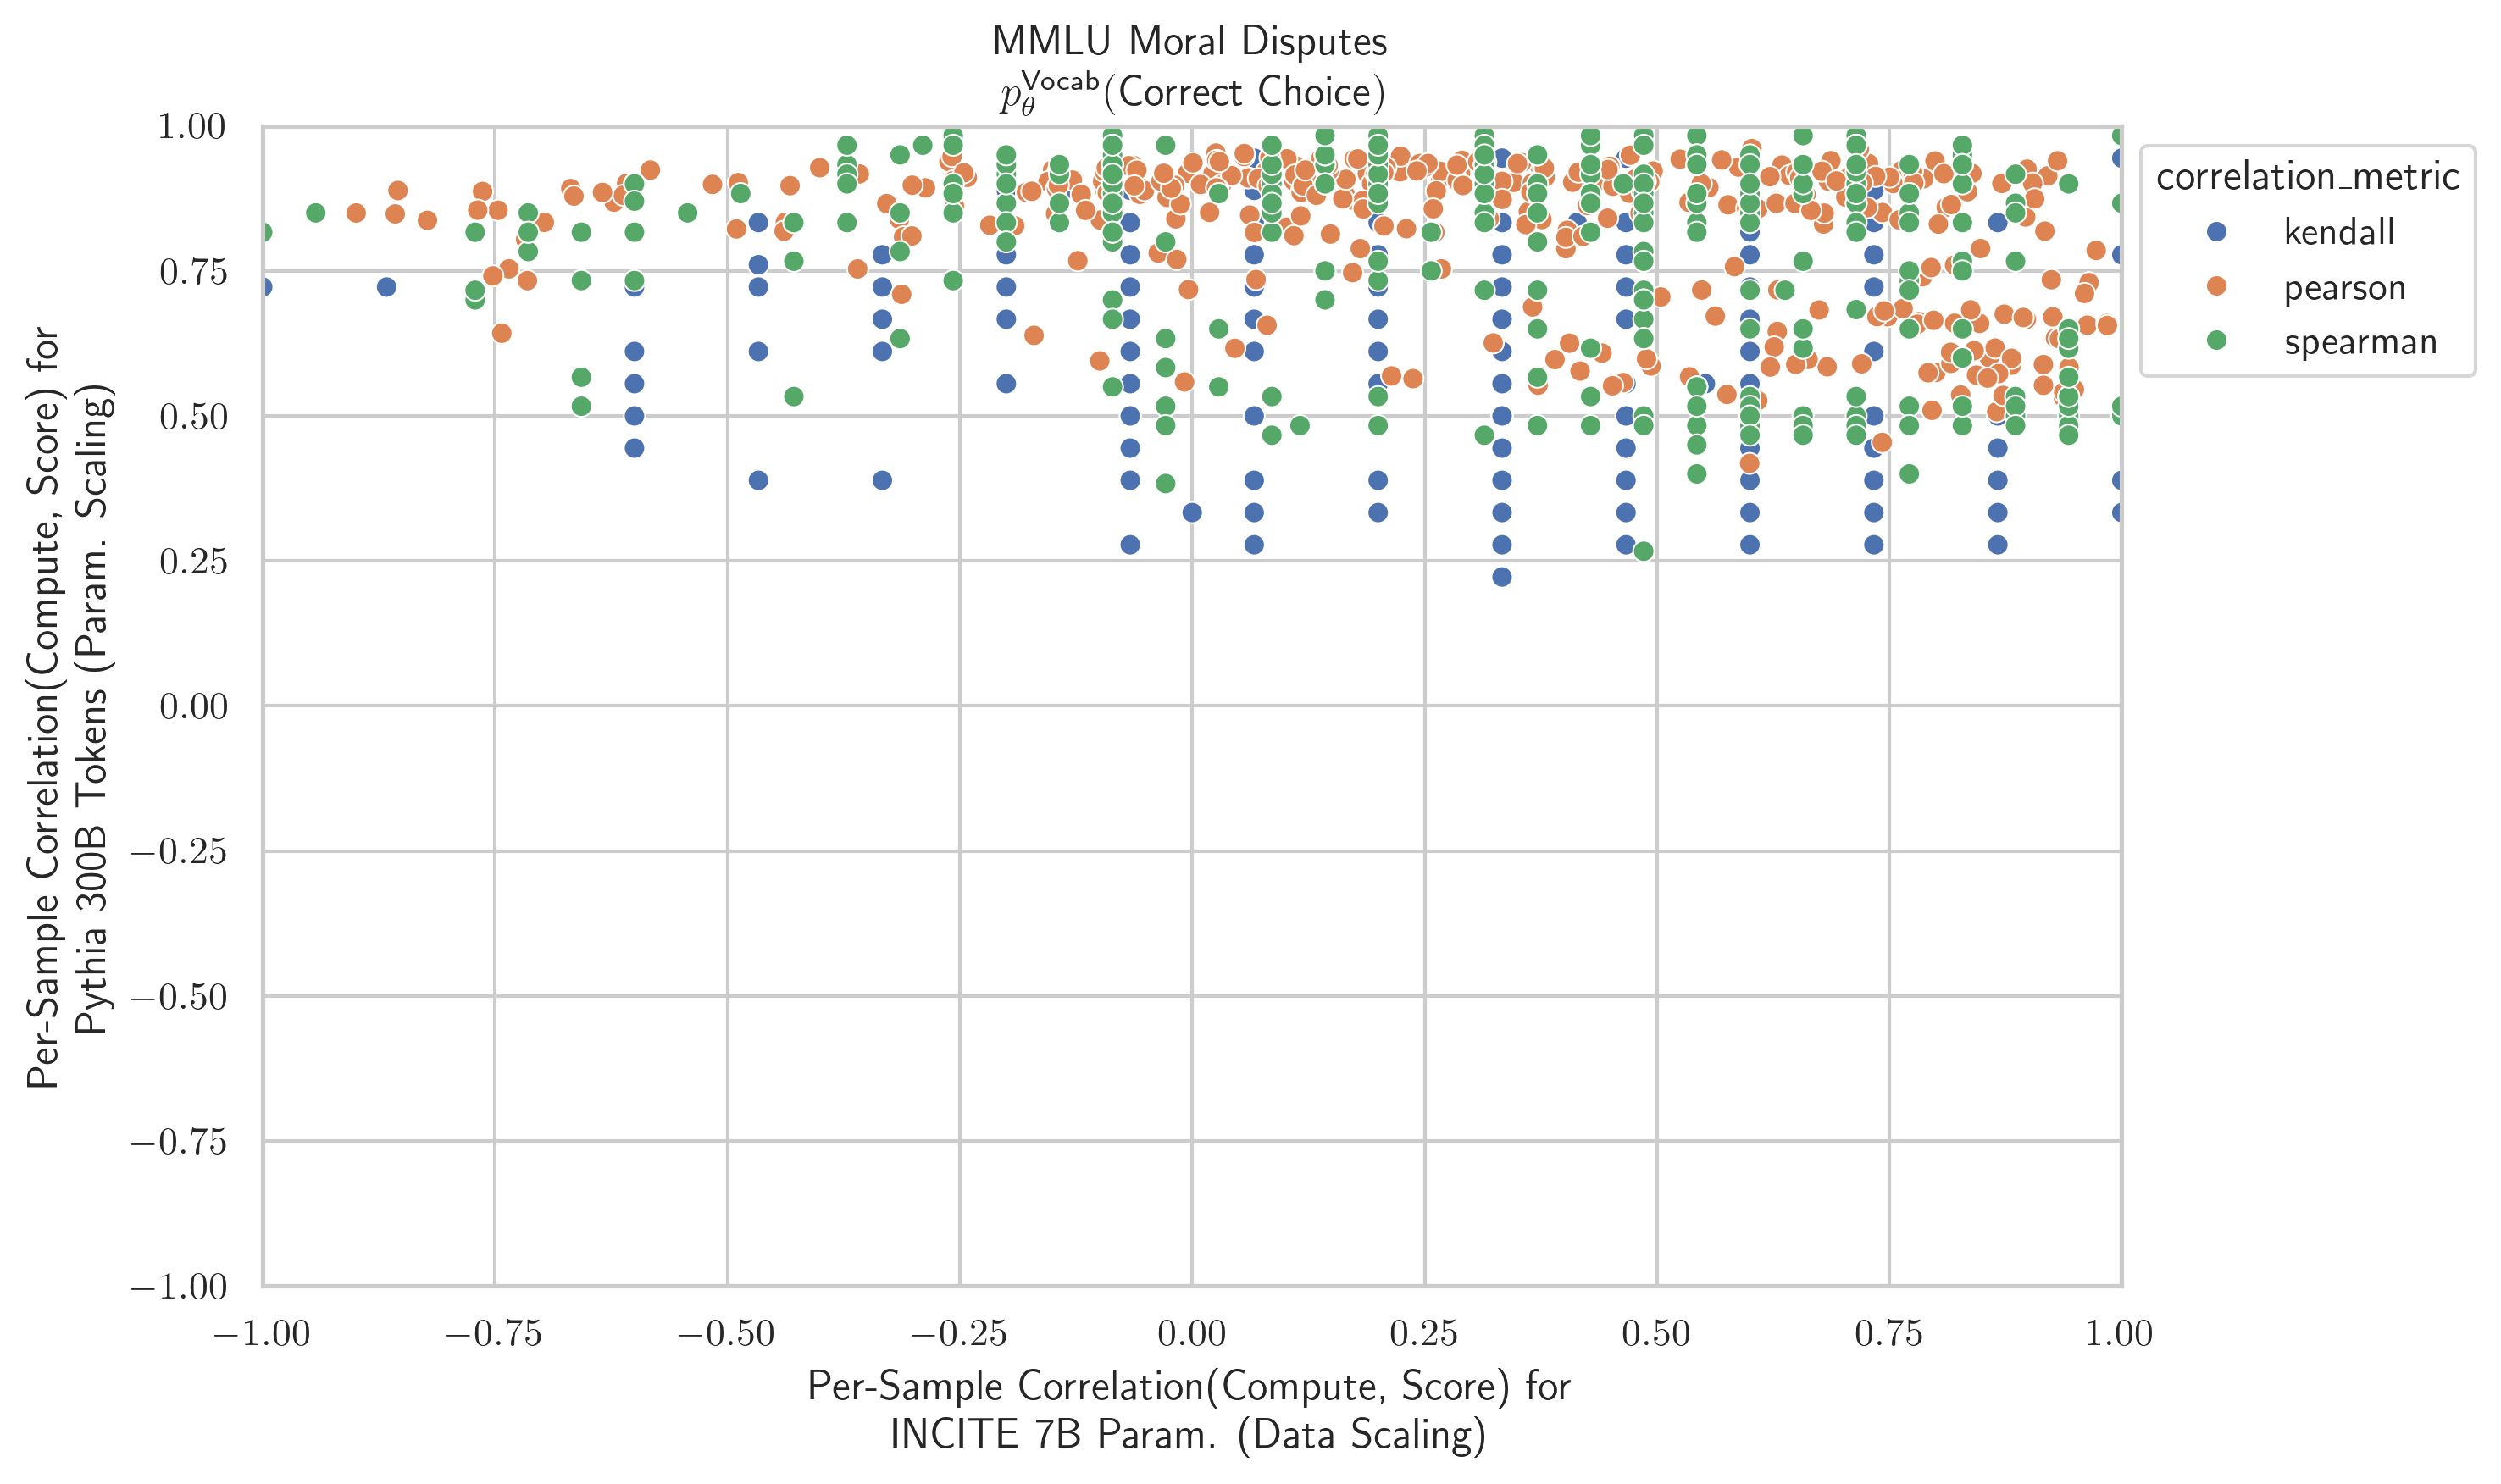 MMLU Moral Disputes
p_θ^Vocab(Correct Choice)
Per-Sample Correlation(Compute, Score) for
Pythia 300B Tokens (Param. Scaling)
1.00
0.75
0.50
0.25
0.00
−0.25
−0.50
−0.75
−1.00
correlation_metric
kendall
pearson
spearman
−1.00 −0.75 −0.50 −0.25 0.00 0.25 0.50 0.75 1.00
Per-Sample Correlation(Compute, Score) for
INCITE 7B Param. (Data Scaling)